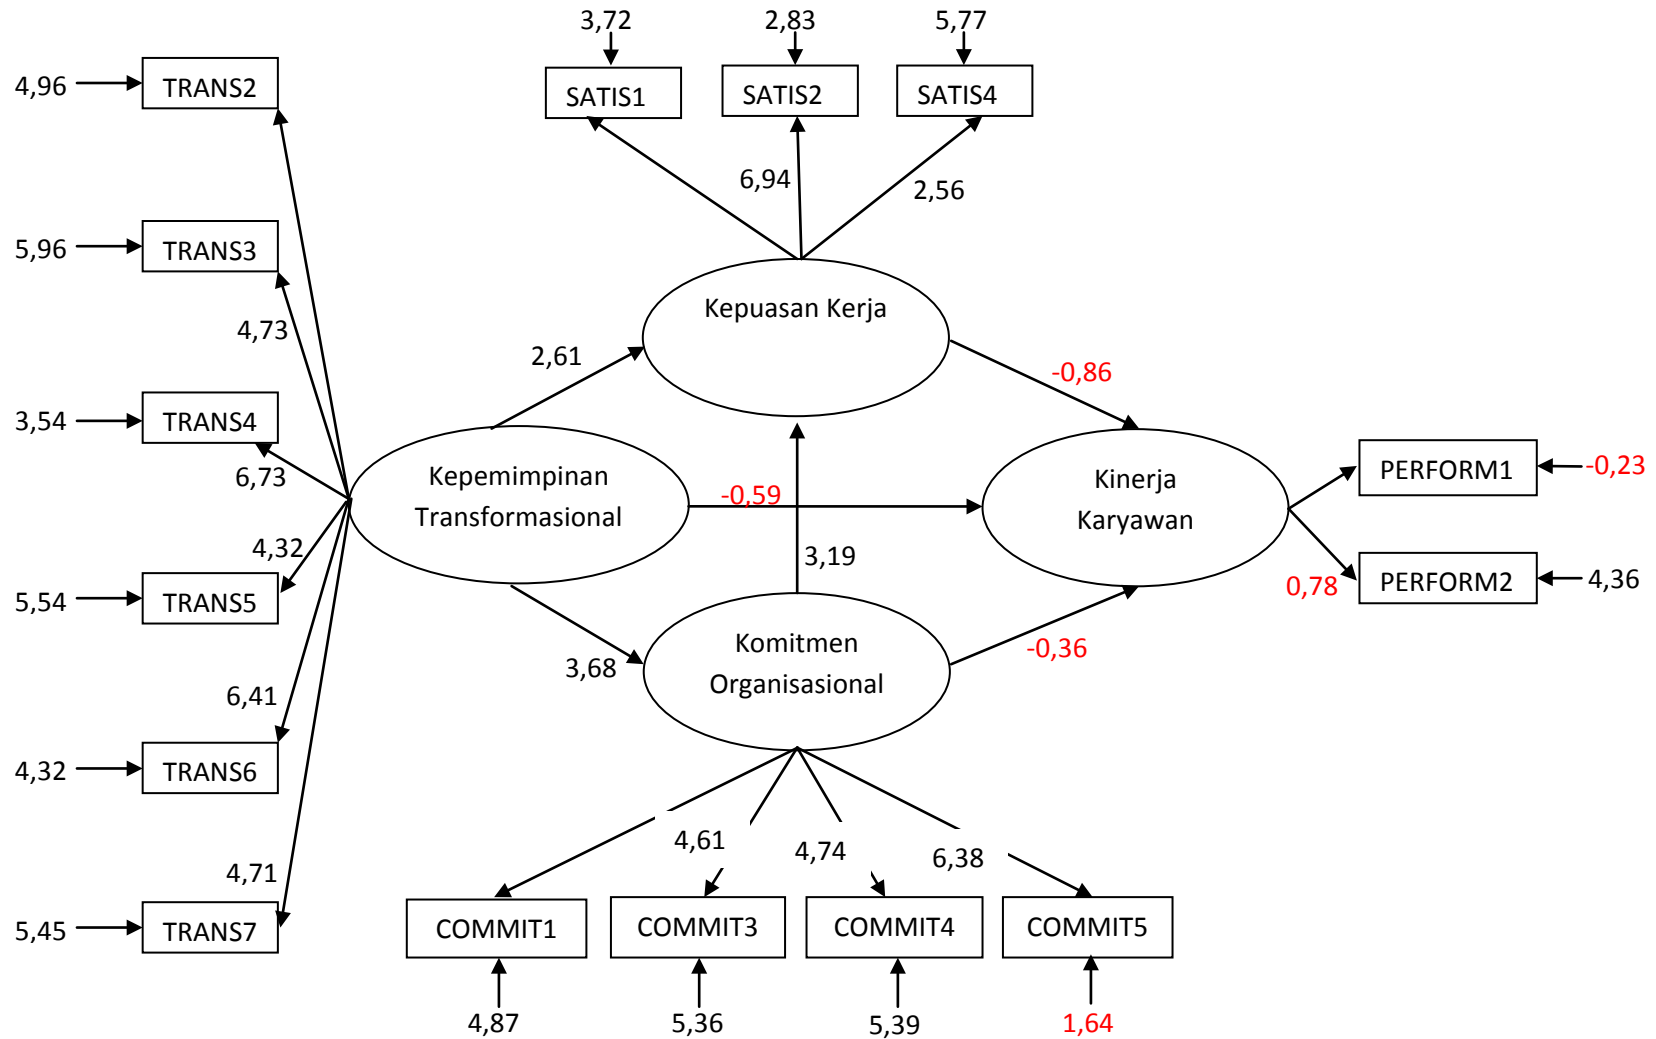 3,72
2,83
5,77
4,96
TRANS2
SATIS1
SATIS2
SATIS4
6,94
2,56
5,96
TRANS3
4,73
Kepuasan Kerja
2,61
-0,86
3,54
TRANS4
6,73
Kepemimpinan
Transformasional
-0,59
Kinerja
Karyawan
PERFORM1
-0,23
4,32
3,19
5,54
TRANS5
0,78
PERFORM2
4,36
3,68
Komitmen
Organisasional
-0,36
6,41
4,32
TRANS6
4,71
4,61
4,74
6,38
5,45
TRANS7
COMMIT1
COMMIT3
COMMIT4
COMMIT5
4,87
5,36
5,39
1,64